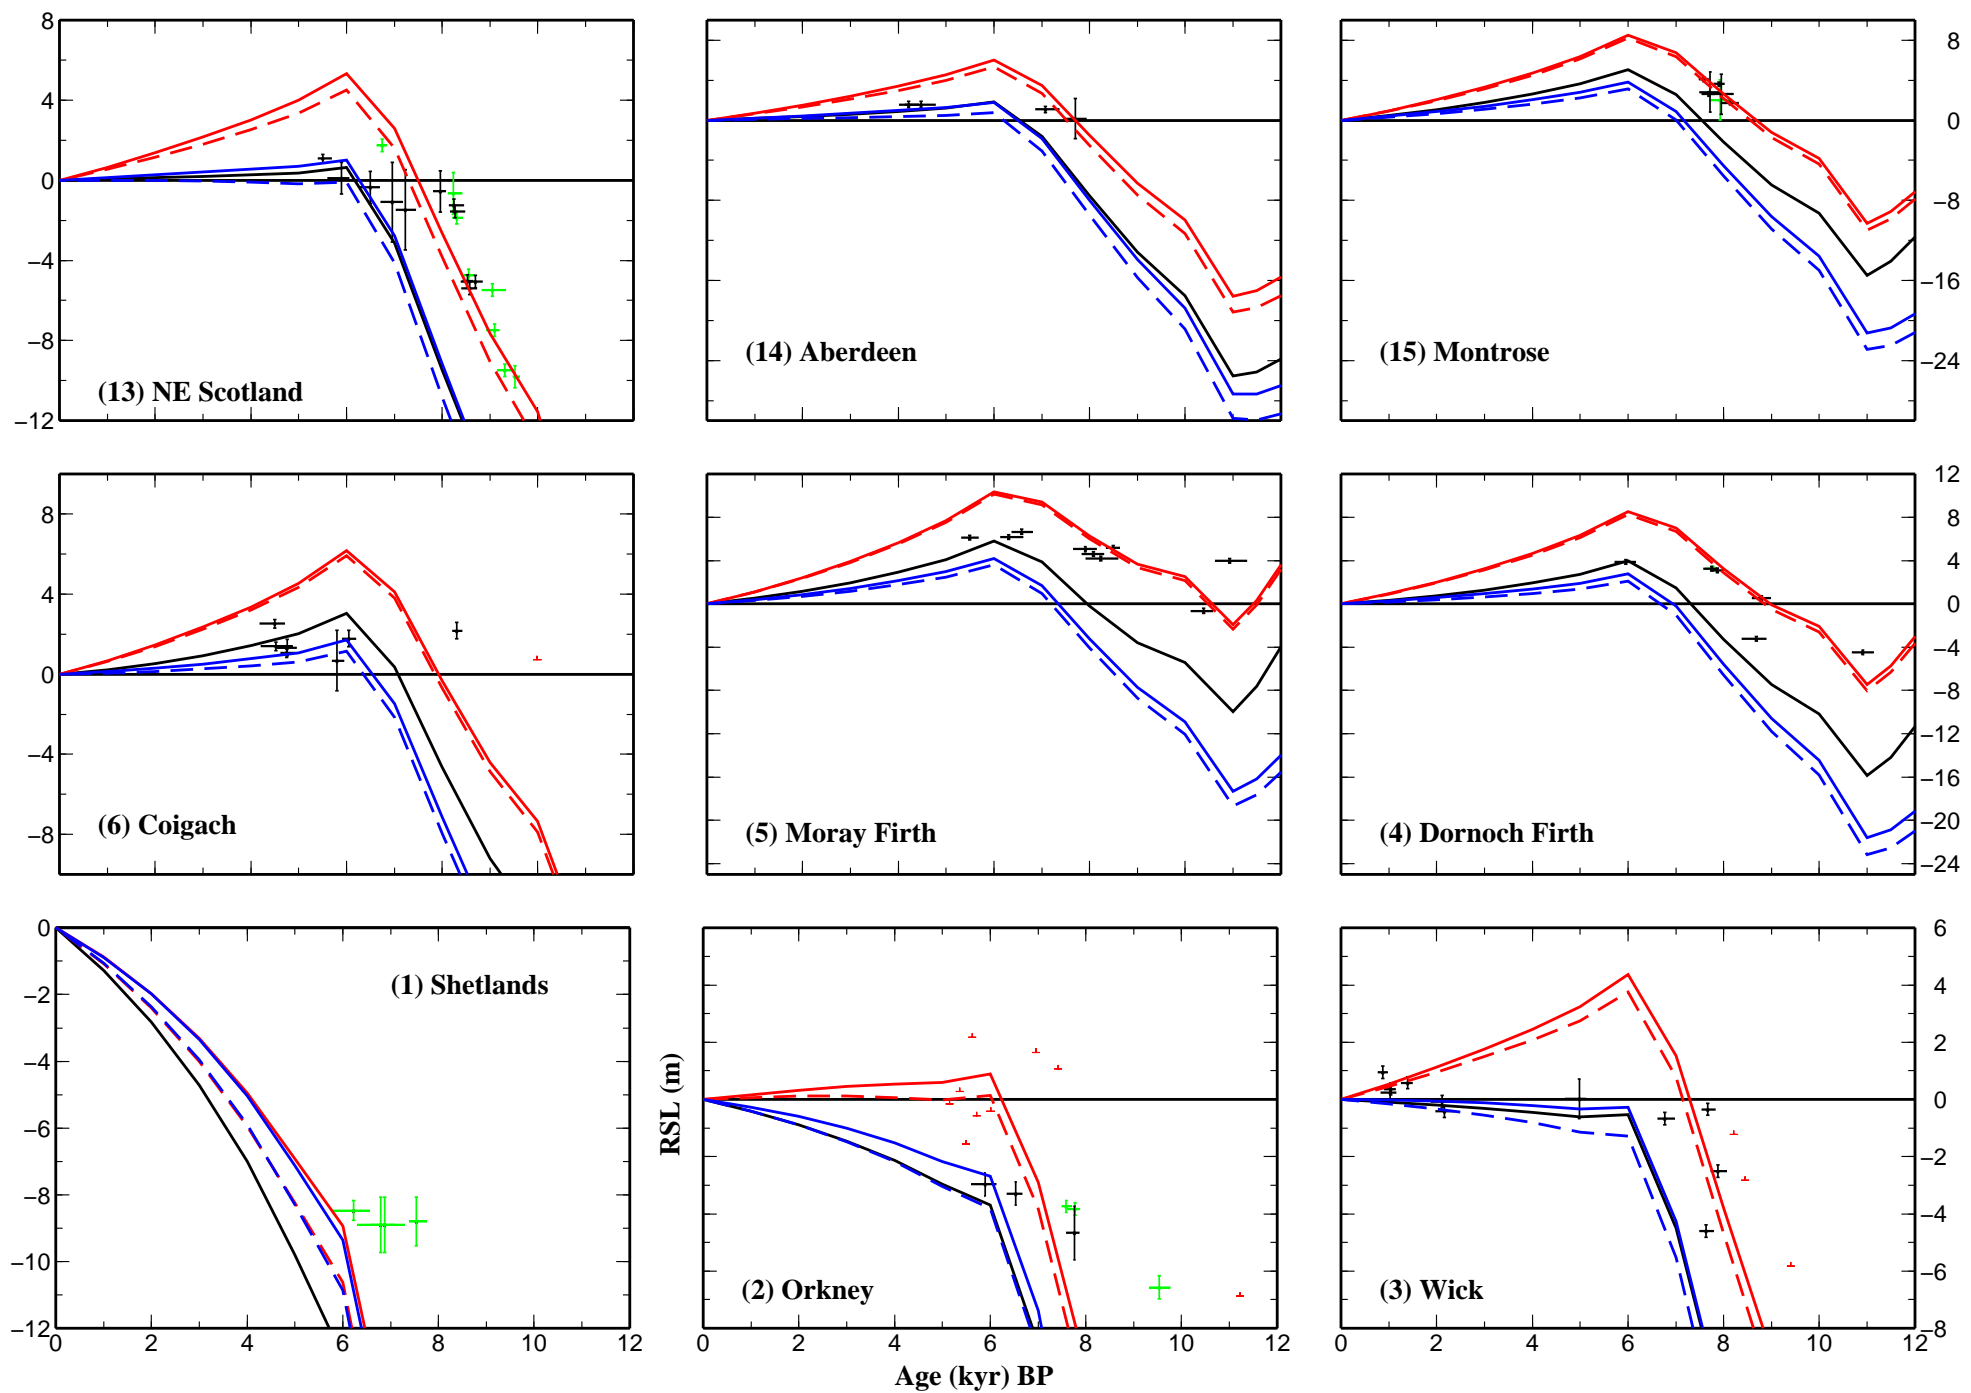 8
4
0
−4
−8
−12
(13) NE Scotland
(14) Aberdeen
(15) Montrose
8
0
−8
−16
−24
8
4
0
−4
−8
(6) Coigach
(5) Moray Firth
(4) Dornoch Firth
12
8
4
0
−4
−8
−12
−16
−20
−24
0
−2
−4
−6
−8
−10
−12
(1) Shetlands
RSL (m)
(2) Orkney
(3) Wick
6
4
2
0
−2
−4
−6
−8
0 2 4 6 8 10 12
0 2 4 6 8 10 12
0 2 4 6 8 10 12
Age (kyr) BP